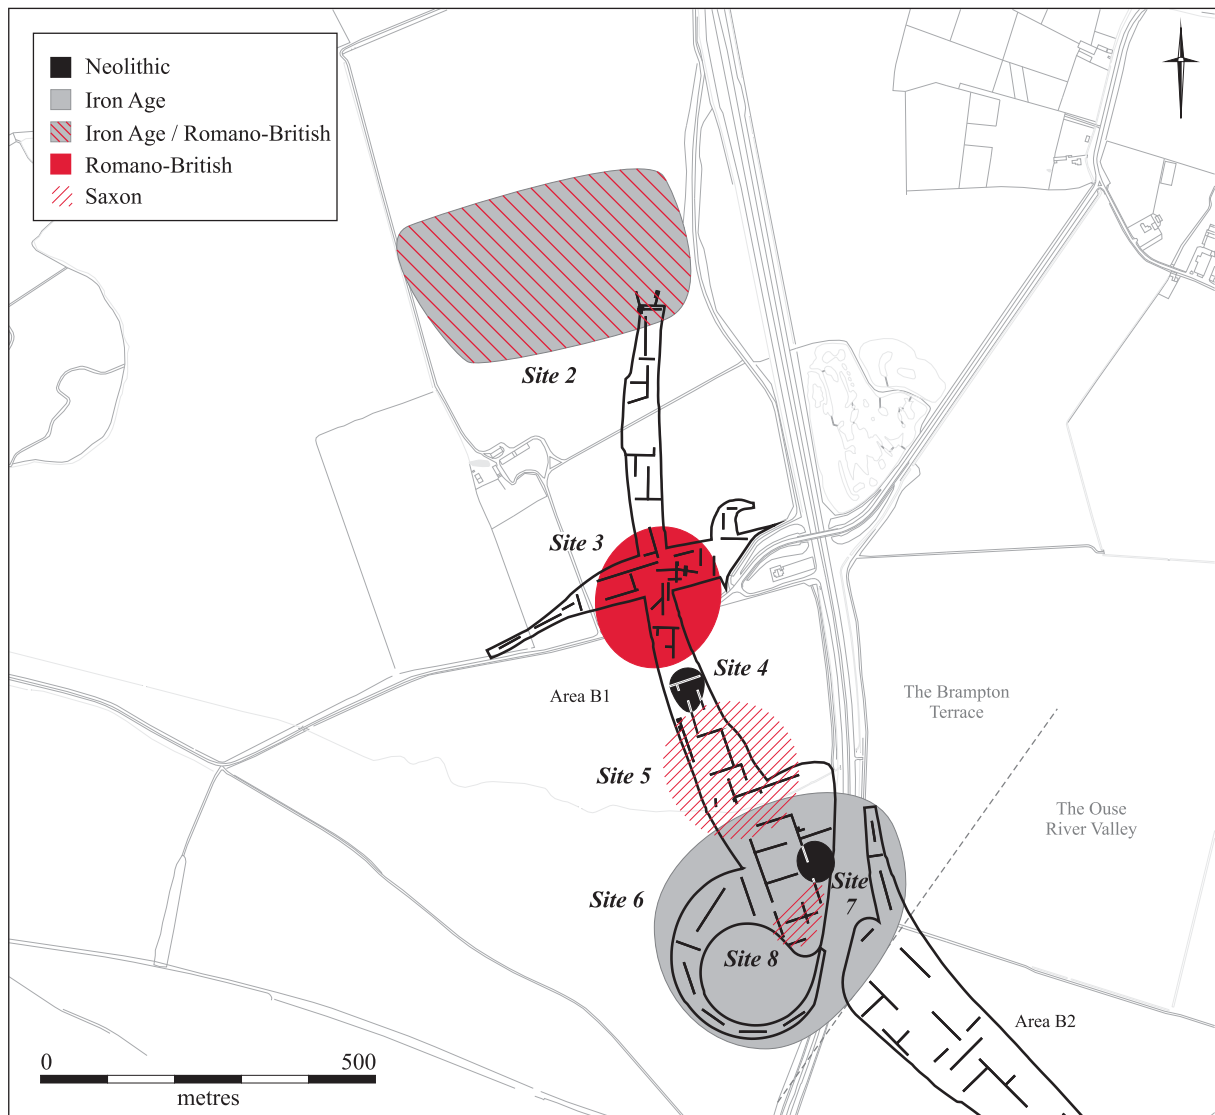 Neolithic
Iron Age
Iron Age / Romano-British
Romano-British
Saxon
Site 2
Site 3
Site 4
Area B1
The Brampton
Terrace
Site 5
The Ouse
River Valley
Site 6
Site
7
Site 8
Area B2
0 500
metres